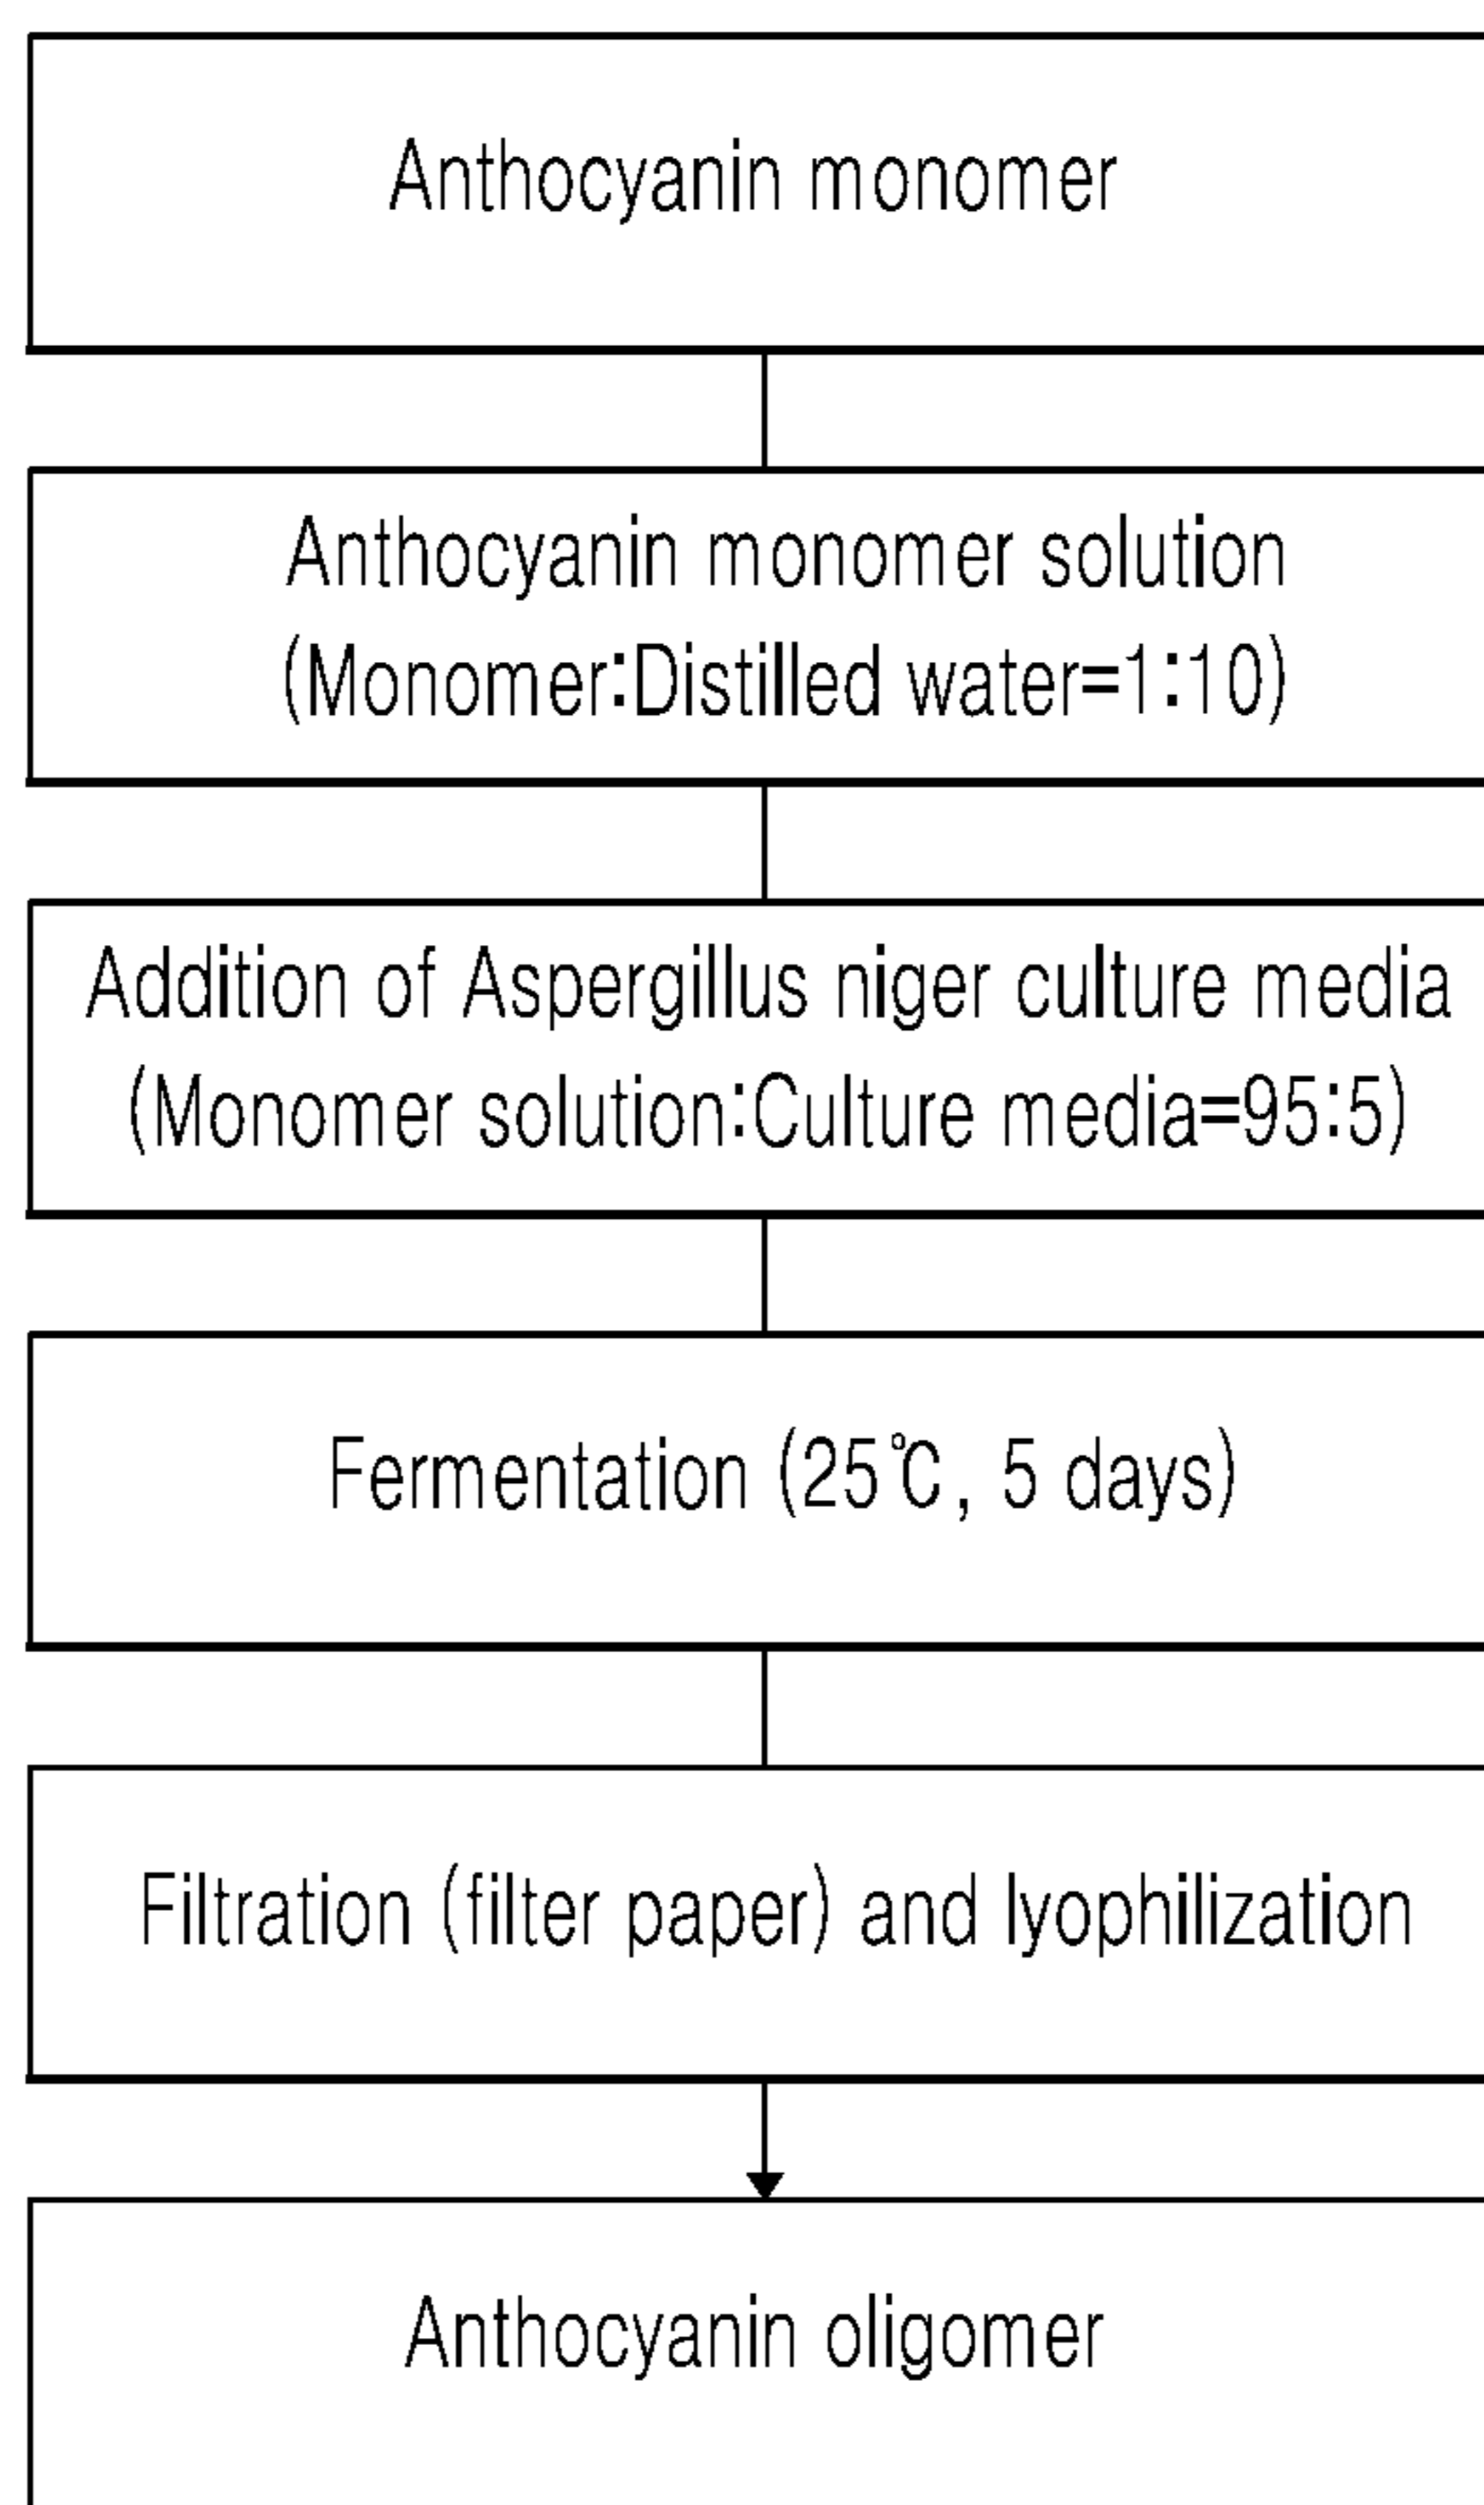 Anthocyanin monomer
Anthocyanin monomer solution
(Monomer:Distilled water=1:10)
Addition of Aspergillus niger culture media
(Monomer solution:Culture media=95:5)
Fermentation (25℃, 5 days)
Filtration (filter paper) and lyophilization
Anthocyanin oligomer